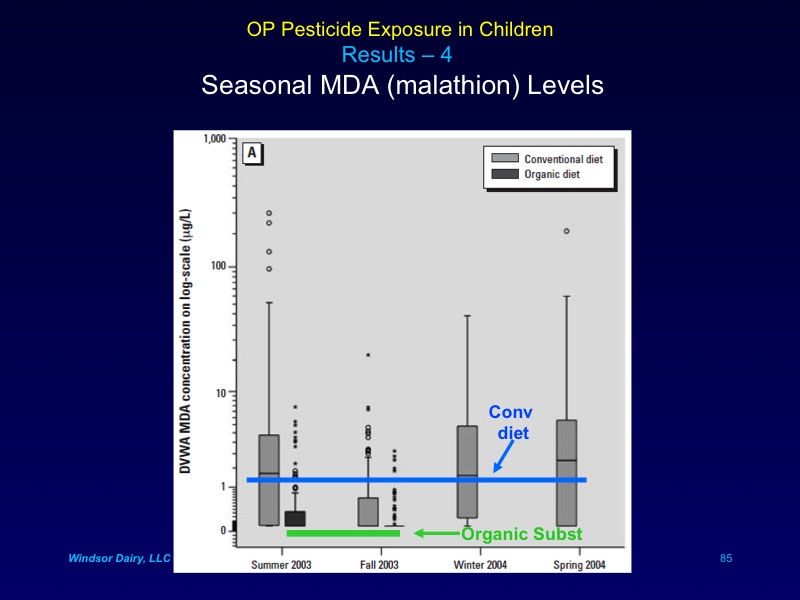 OP Pesticide Exposure in Children
Results – 4
Seasonal MDA (malathion) Levels
A
Conventional diet
Organic diet
DVWA MDA concentration on log-scale (µg/L)
1,000
100
10
1
0
Conv
diet
Organic Subst
Summer 2003
Fall 2003
Winter 2004
Spring 2004
Windsor Dairy, LLC
85